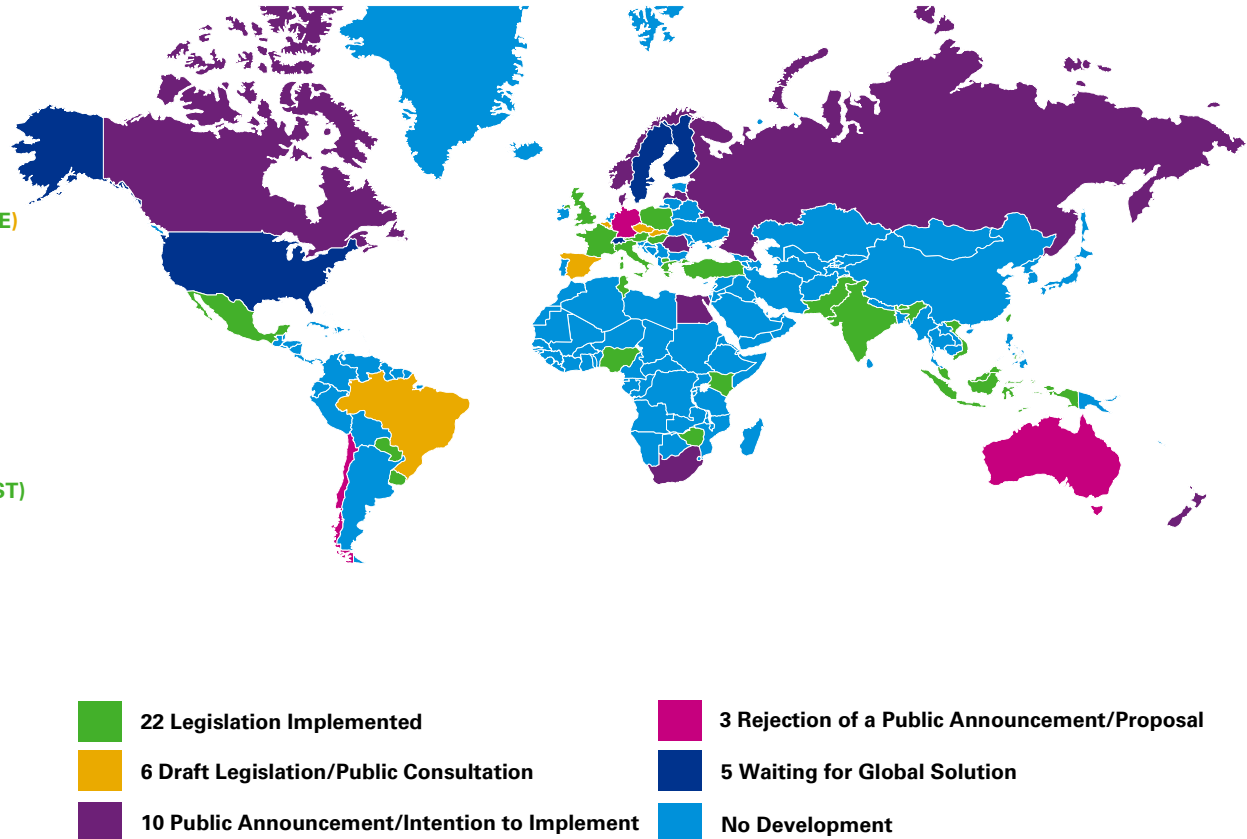 E)
ST)
22 Legislation Implemented
6 Draft Legislation/Public Consultation
10 Public Announcement/Intention to Implement
3 Rejection of a Public Announcement/Proposal
5 Waiting for Global Solution
No Development